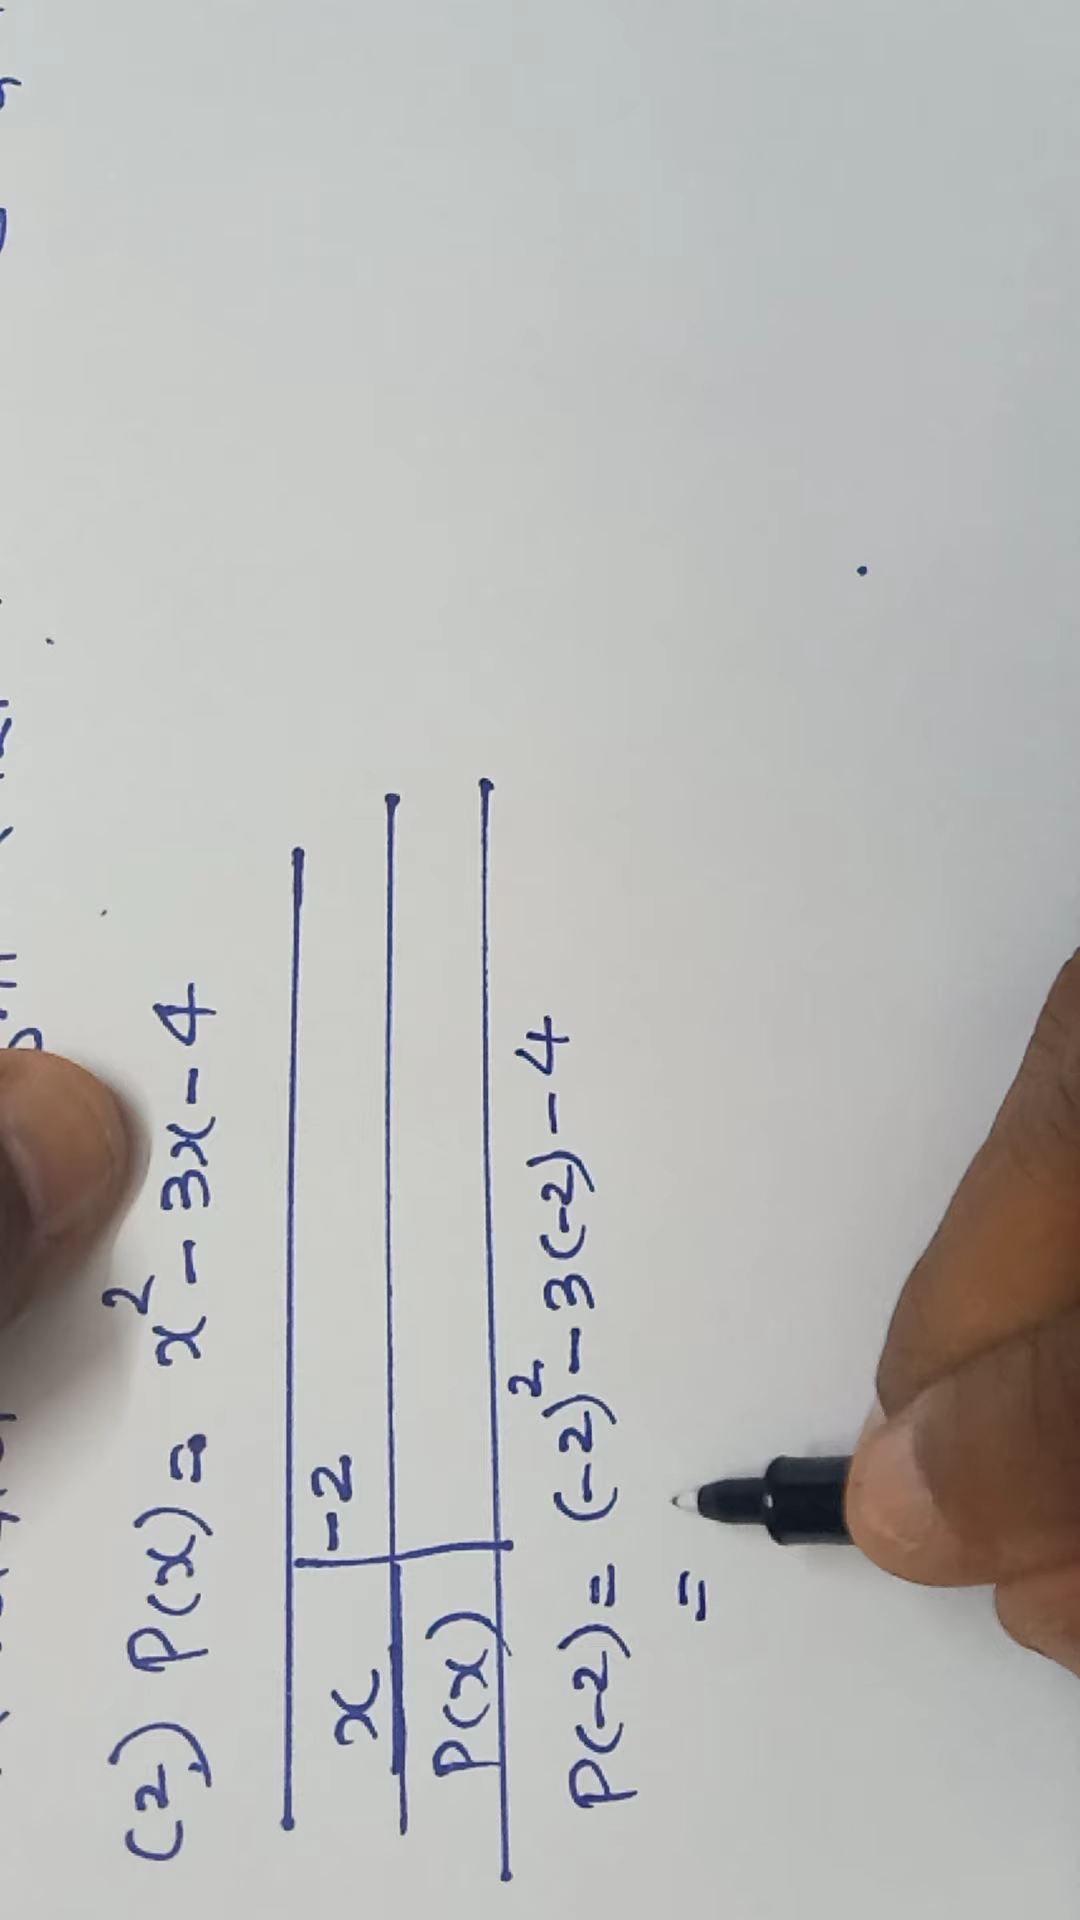 (2) P(x) = x² - 3x - 4
x | -2
P(x)
P(-2) = (-2)² - 3(-2) - 4
=